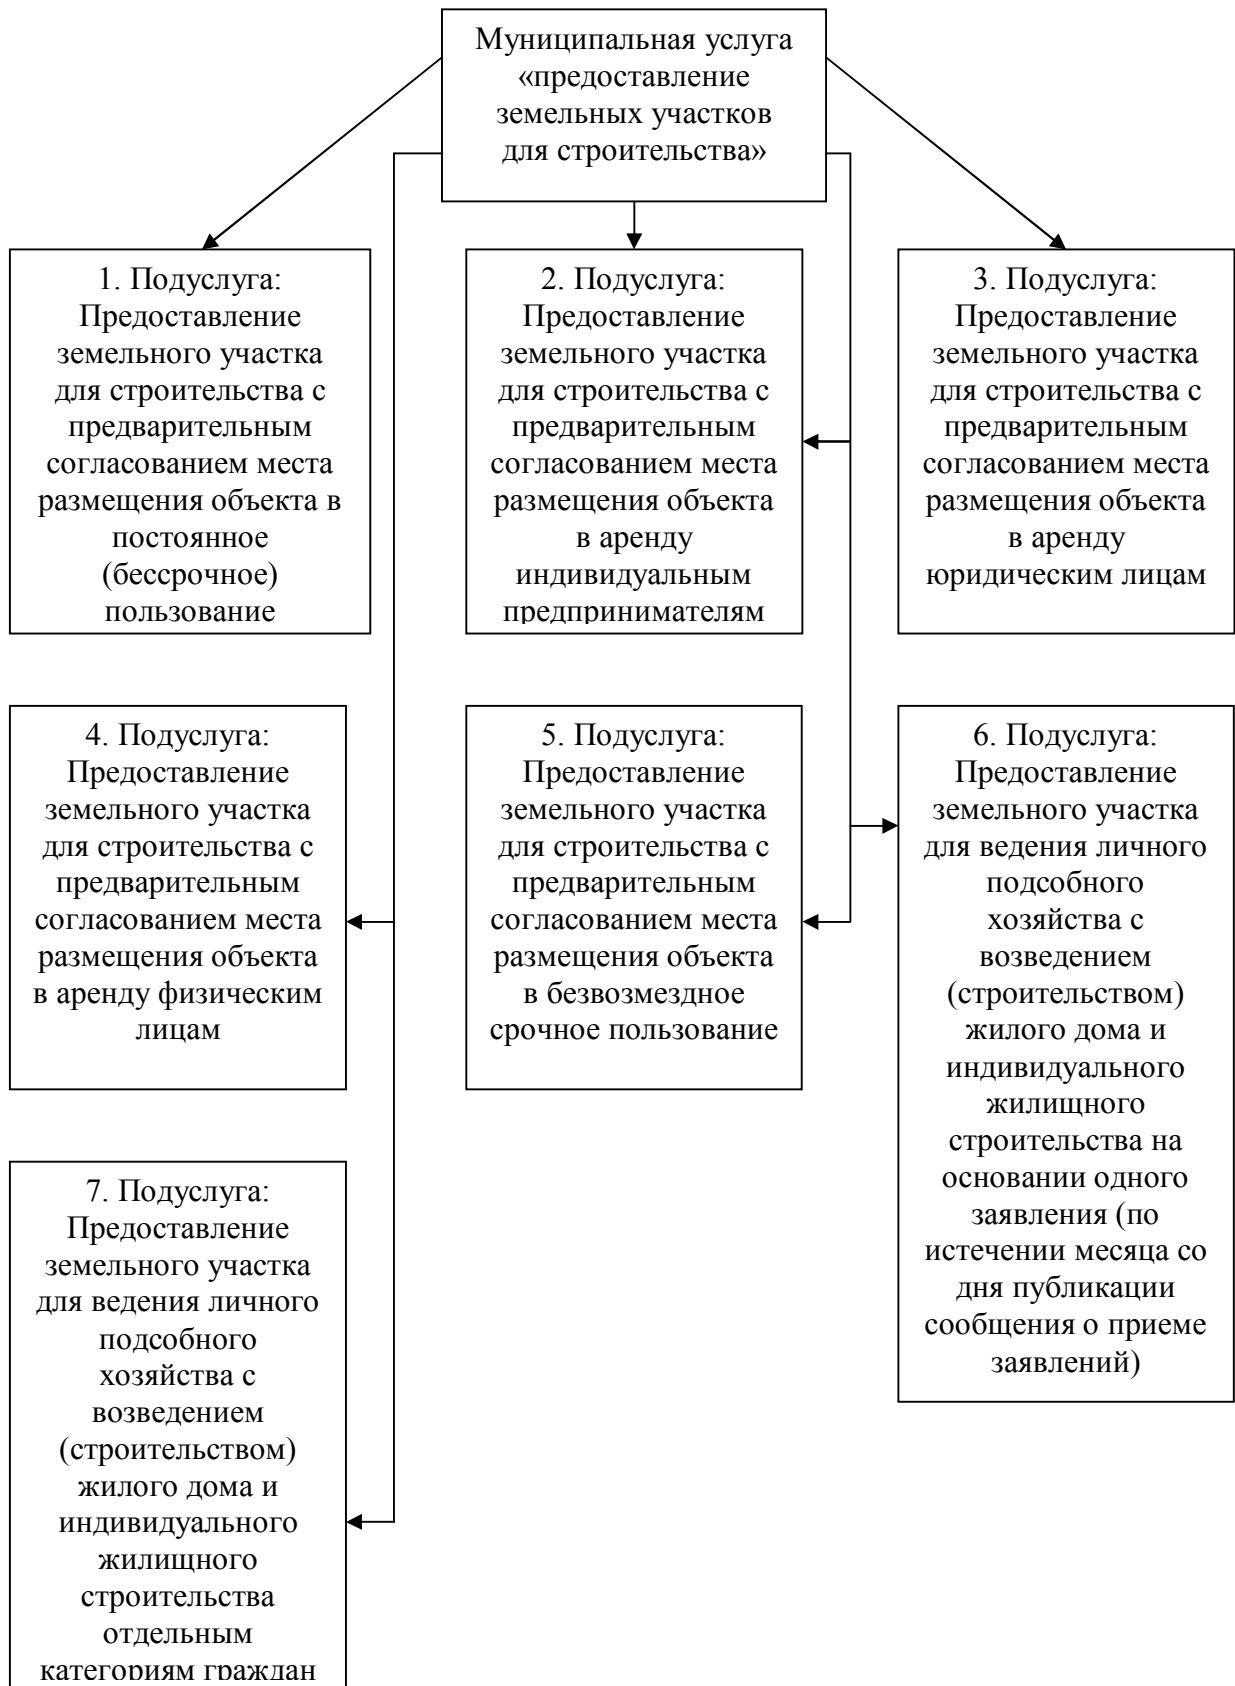 Муниципальная услуга
«предоставление
земельных участков
для строительства»
1. Подуслуга:
Предоставление
земельного участка
для строительства с
предварительным
согласованием места
размещения объекта в
постоянное
(бессрочное)
пользование
2. Подуслуга:
Предоставление
земельного участка
для строительства с
предварительным
согласованием места
размещения объекта
в аренду
индивидуальным
предпринимателям
3. Подуслуга:
Предоставление
земельного участка
для строительства с
предварительным
согласованием места
размещения объекта
в аренду
юридическим лицам
4. Подуслуга:
Предоставление
земельного участка
для строительства с
предварительным
согласованием места
размещения объекта
в аренду физическим
лицам
5. Подуслуга:
Предоставление
земельного участка
для строительства с
предварительным
согласованием места
размещения объекта
в безвозмездное
срочное пользование
6. Подуслуга:
Предоставление
земельного участка
для ведения личного
подсобного
хозяйства с
возведением
(строительством)
жилого дома и
индивидуального
жилищного
строительства на
основании одного
заявления (по
истечении месяца со
дня публикации
сообщения о приеме
заявлений)
7. Подуслуга:
Предоставление
земельного участка
для ведения личного
подсобного
хозяйства с
возведением
(строительством)
жилого дома и
индивидуального
жилищного
строительства
отдельным
категориям граждан